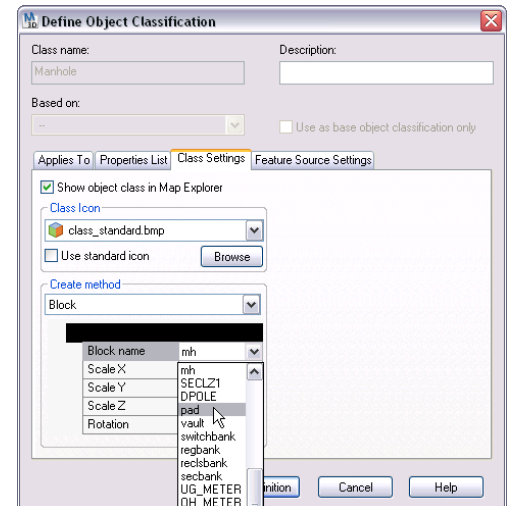 Define Object Classification
Class name:
Description:
Manhole
Based on:
--
Use as base object classification only
Applies To Properties List Class Settings Feature Source Settings
Show object class in Map Explorer
Class Icon
class_standard.bmp
Use standard icon
Browse
Create method
Block
Block name mh
Scale X
Scale Y
Scale Z
Rotation
mh
SECLZ1
DPOLE
pad
vault
switchbank
regbank
reclsbank
secbank
UG_METER
OH_METER
inition
Cancel
Help